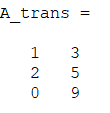 A_trans =
1 3
2 5
0 9